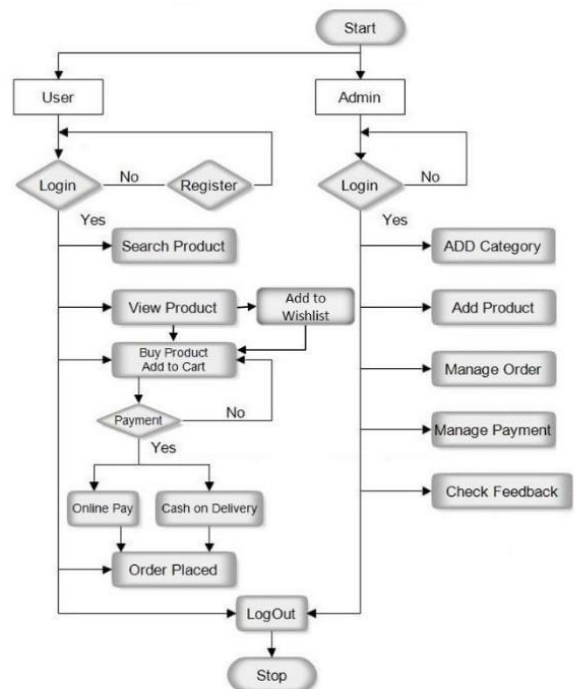 Start
User
Admin
Login
No
Register
Login
No
Yes
Yes
Search Product
ADD Category
View Product
Add to
Wishlist
Add Product
Buy Product
Add to Cart
Manage Order
Payment
No
Manage Payment
Yes
Online Pay
Cash on Delivery
Check Feedback
Order Placed
LogOut
Stop